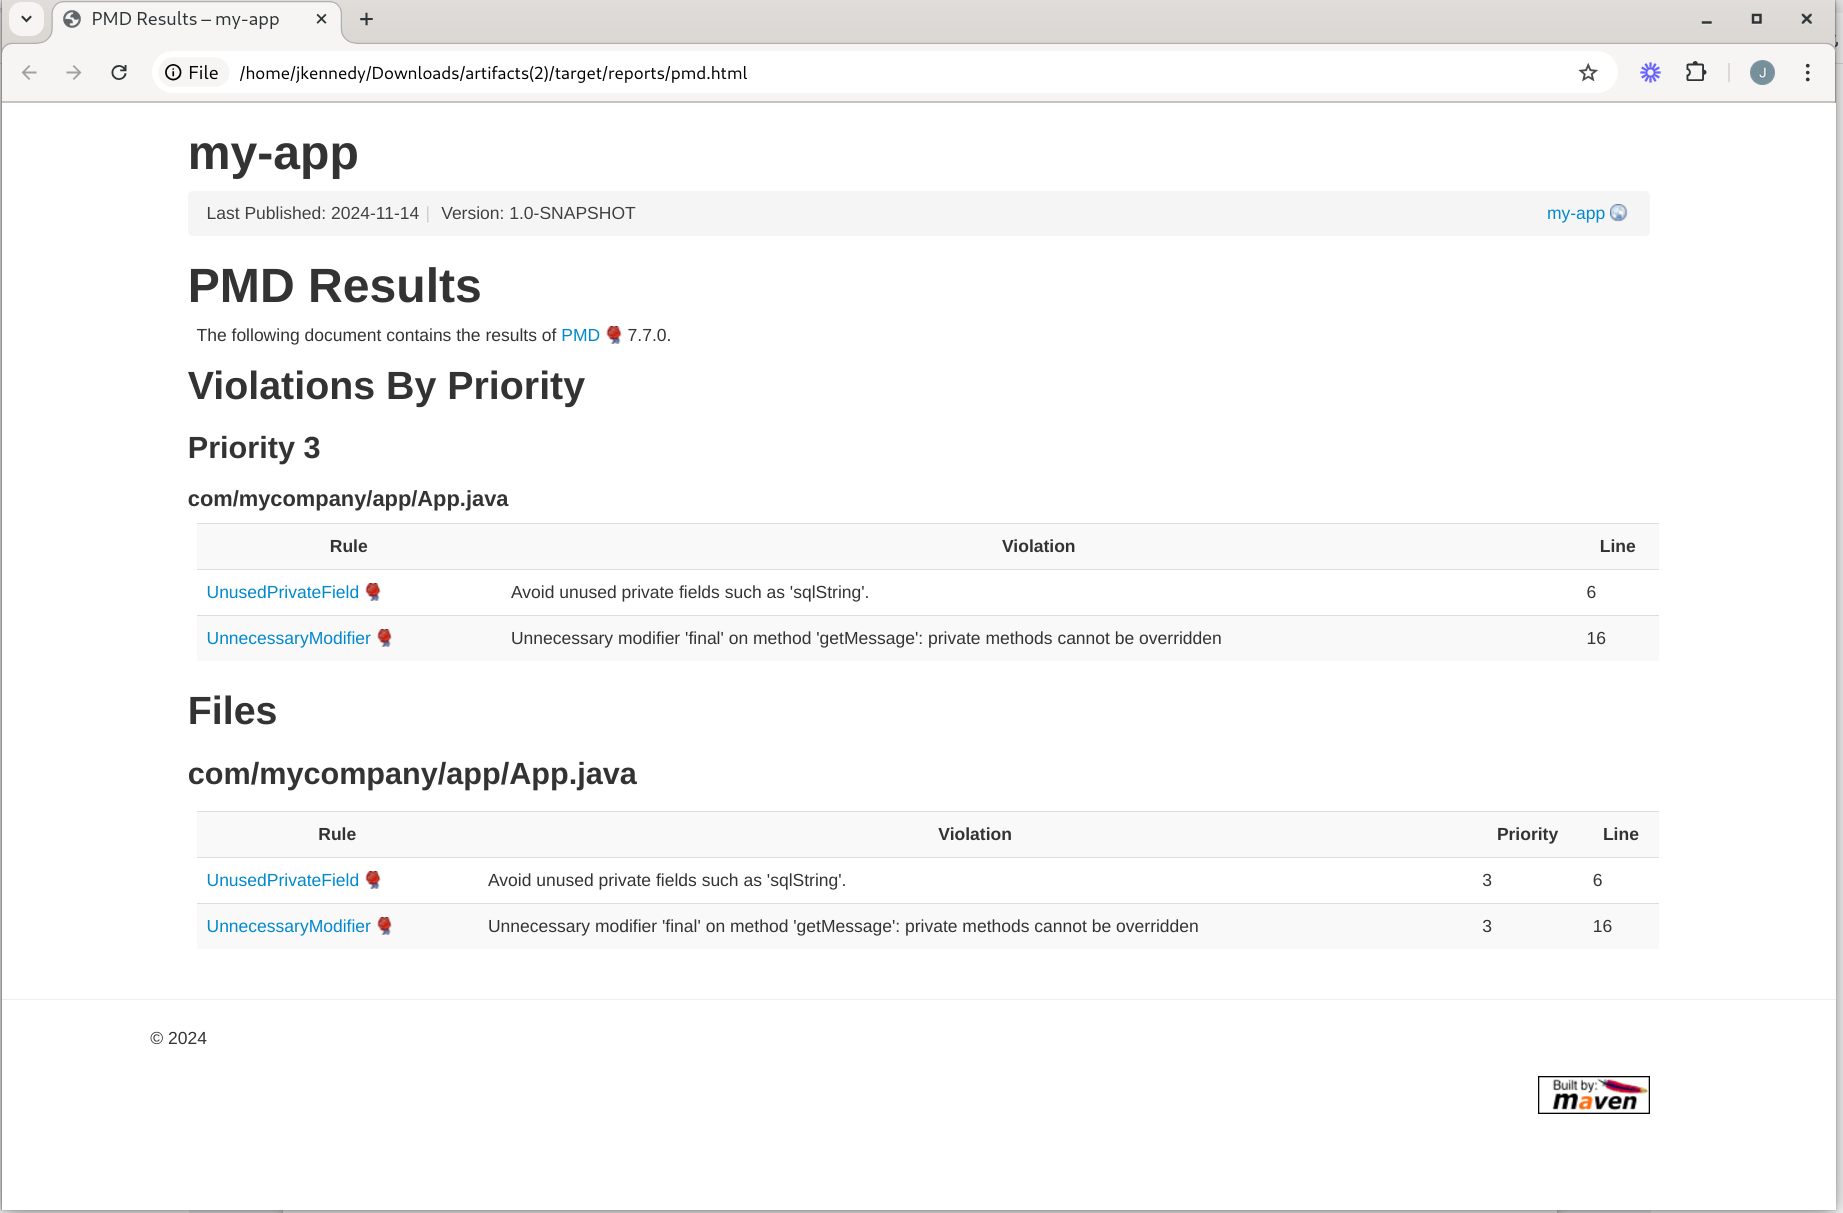 PMD Results – my-app
File /home/jkennedy/Downloads/artifacts(2)/target/reports/pmd.html
J
my-app
Last Published: 2024-11-14 | Version: 1.0-SNAPSHOT my-app
PMD Results
The following document contains the results of PMD 7.7.0.
Violations By Priority
Priority 3
com/mycompany/app/App.java
Rule Violation Line
UnusedPrivateField Avoid unused private fields such as 'sqlString'. 6
UnnecessaryModifier Unnecessary modifier 'final' on method 'getMessage': private methods cannot be overridden 16
Files
com/mycompany/app/App.java
Rule Violation Priority Line
UnusedPrivateField Avoid unused private fields such as 'sqlString'. 3 6
UnnecessaryModifier Unnecessary modifier 'final' on method 'getMessage': private methods cannot be overridden 3 16
© 2024
Built by:
maven